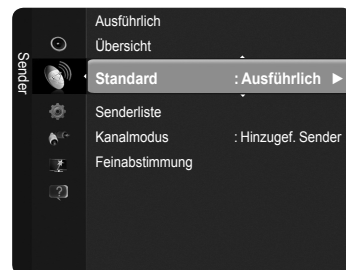 Sender
Ausführlich
Übersicht
Standard : Ausführlich ►
Senderliste
Kanalmodus : Hinzugef. Sender
Feinabstimmung